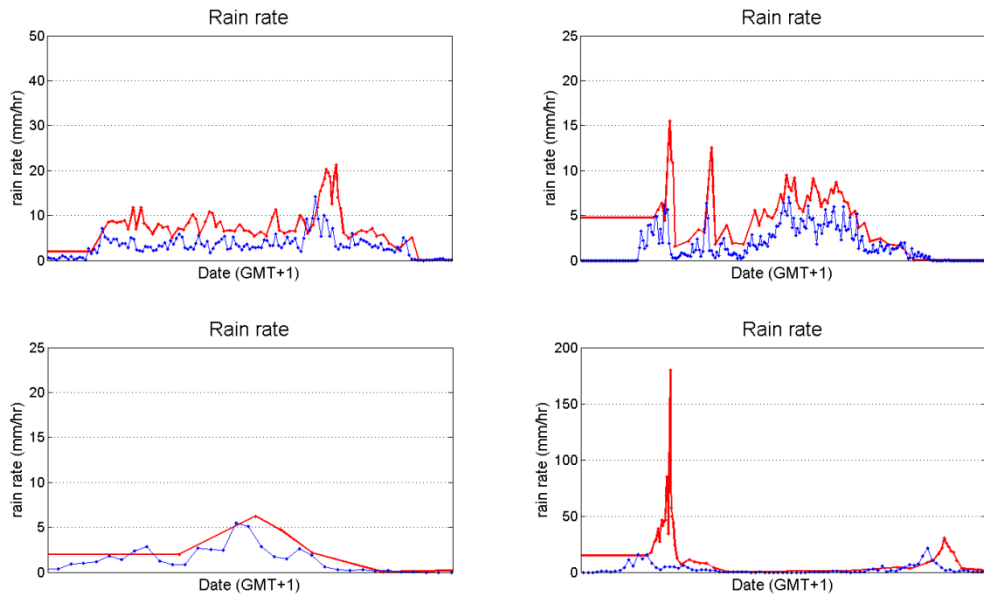 Rain rate
50
40
30
20
10
0
rain rate (mm/hr)
Date (GMT+1)
Rain rate
25
20
15
10
5
0
rain rate (mm/hr)
Date (GMT+1)
Rain rate
25
20
15
10
5
0
rain rate (mm/hr)
Date (GMT+1)
Rain rate
200
150
100
50
0
rain rate (mm/hr)
Date (GMT+1)